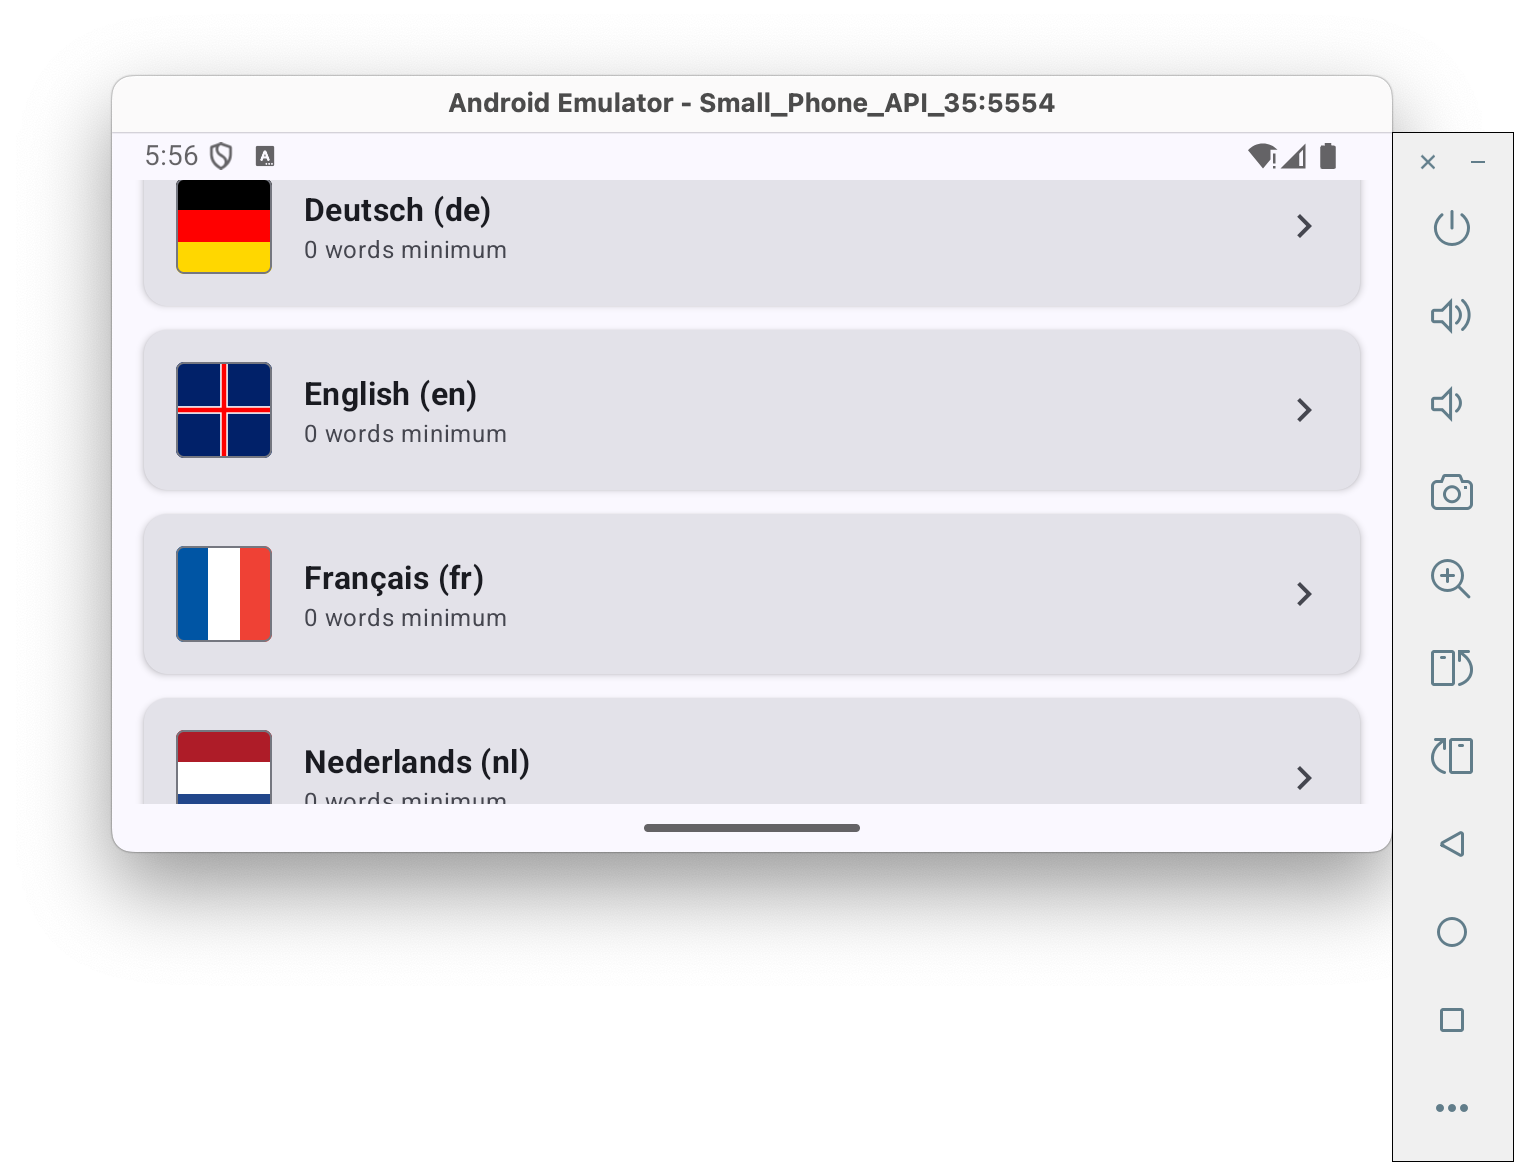 Android Emulator - Small_Phone_API_35:5554
5:56
A
Deutsch (de)
0 words minimum
English (en)
0 words minimum
Français (fr)
0 words minimum
Nederlands (nl)
0 words minimum